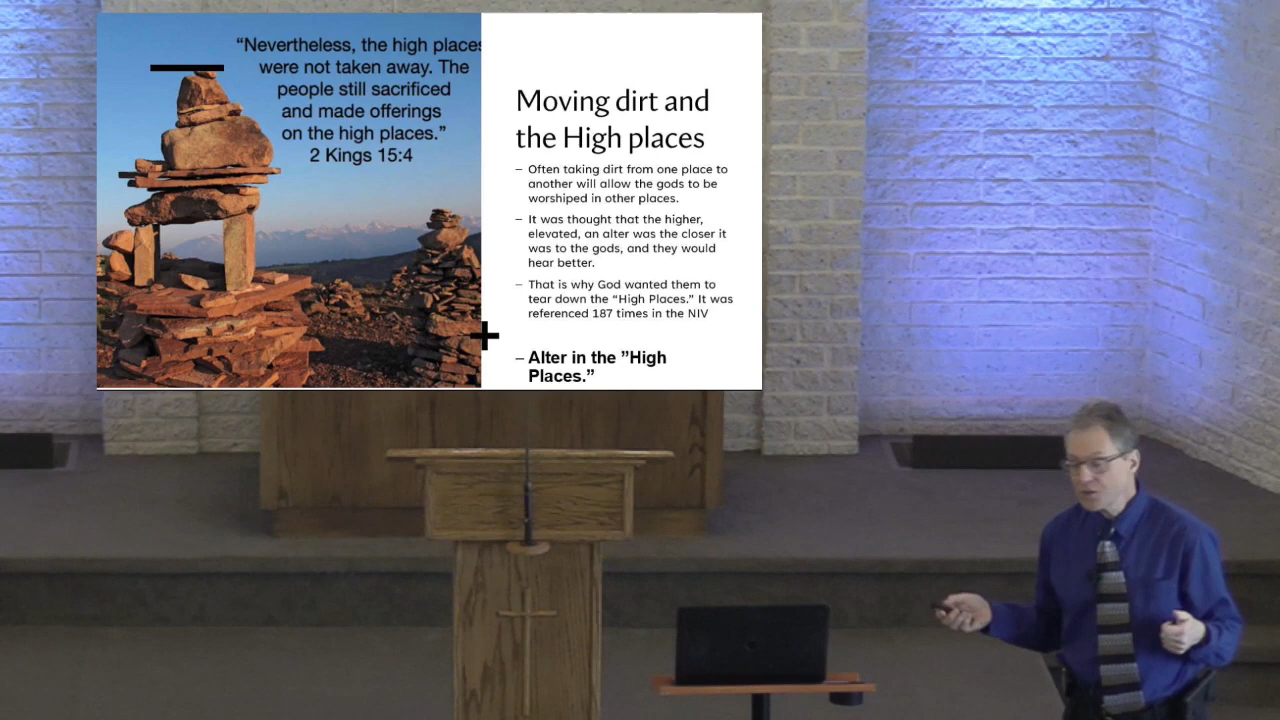 “Nevertheless, the high places
were not taken away. The
people still sacrificed
and made offerings
on the high places.”
2 Kings 15:4
Moving dirt and
the High places
– Often taking dirt from one place to
another will allow the gods to be
worshiped in other places.
– It was thought that the higher,
elevated, an alter was the closer it
was to the gods, and they would
hear better.
– That is why God wanted them to
tear down the “High Places.” It was
referenced 187 times in the NIV
– Alter in the ”High
Places.”